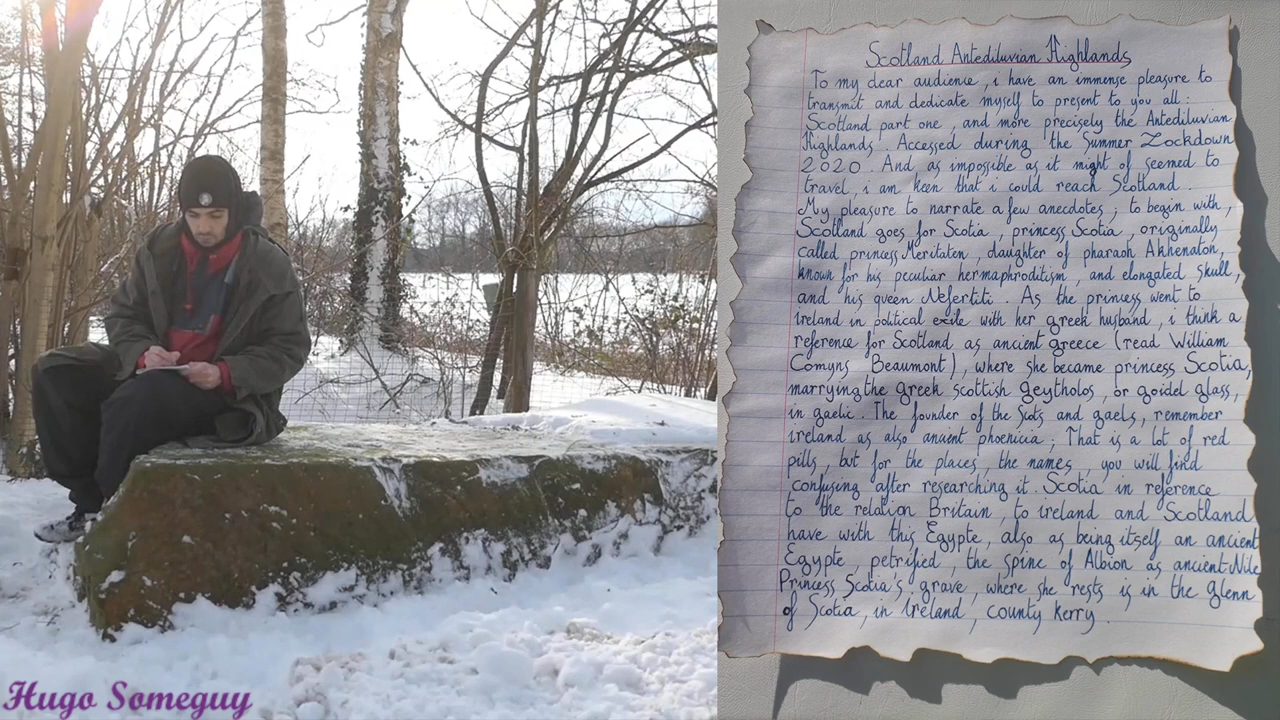 Scotland Antediluvian Highlands
To my dear audience, i have an immense pleasure to
transmit and dedicate myself to present to you all :
Scotland part one, and more precisely the Antediluvian
Highlands. Accessed during the Summer Lockdown
2020. And as impossible as it might of seemed to
travel, i am keen that i could reach Scotland.
My pleasure to narrate a few anecdotes ; to begin with,
Scotland goes for Scotia, princess Scotia, originally
called princess Meritaten, daughter of pharaoh Akhenaton,
known for his peculiar hermaphroditism, and elongated skull,
and his queen Nefertiti. As the princess went to
ireland in political exile with her greek husband, i think a
reference for Scotland as ancient greece (read William
Comyns Beaumont), where she became princess Scotia,
marrying the greek scottish geytholos, or goidel glass,
in gaelic. The founder of the Scots and gaels, remember
ireland as also ancient phoenicia ; That is a lot of red
pills, but for the places, the names, you will find
confusing after researching it. Scotia in reference
to the relation Britain, to ireland and Scotland
have with this Egypte, also as being itself an ancient
Egypte, petrified, the spine of Albion as ancient Nile
Princess Scotia's grave, where she rests is in the Glenn
of Scotia, in Ireland, county Kerry.
Hugo Someguy